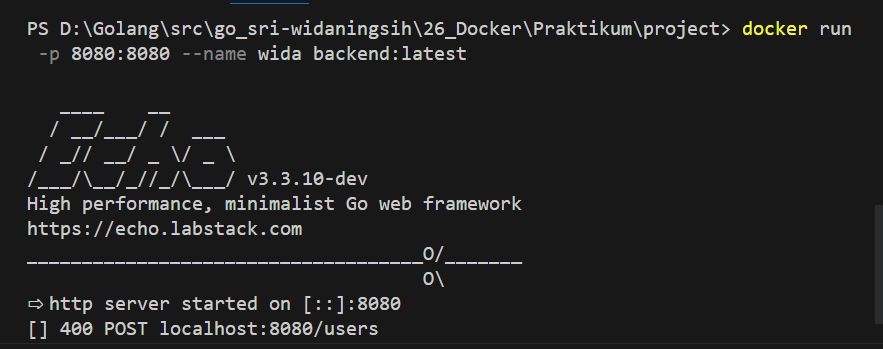 PS D:\Golang\src\go_sri-widaningsih\26_Docker\Praktikum\project> docker run
 -p 8080:8080 --name wida backend:latest

   ____    __
  / __/___/ /  ___
 / _// __/ _ \/ _ \
/___/\__/_//_/\___/ v3.3.10-dev
High performance, minimalist Go web framework
https://echo.labstack.com
____________________________________O/_______
                                    O\
⇨ http server started on [::]:8080
[] 400 POST localhost:8080/users